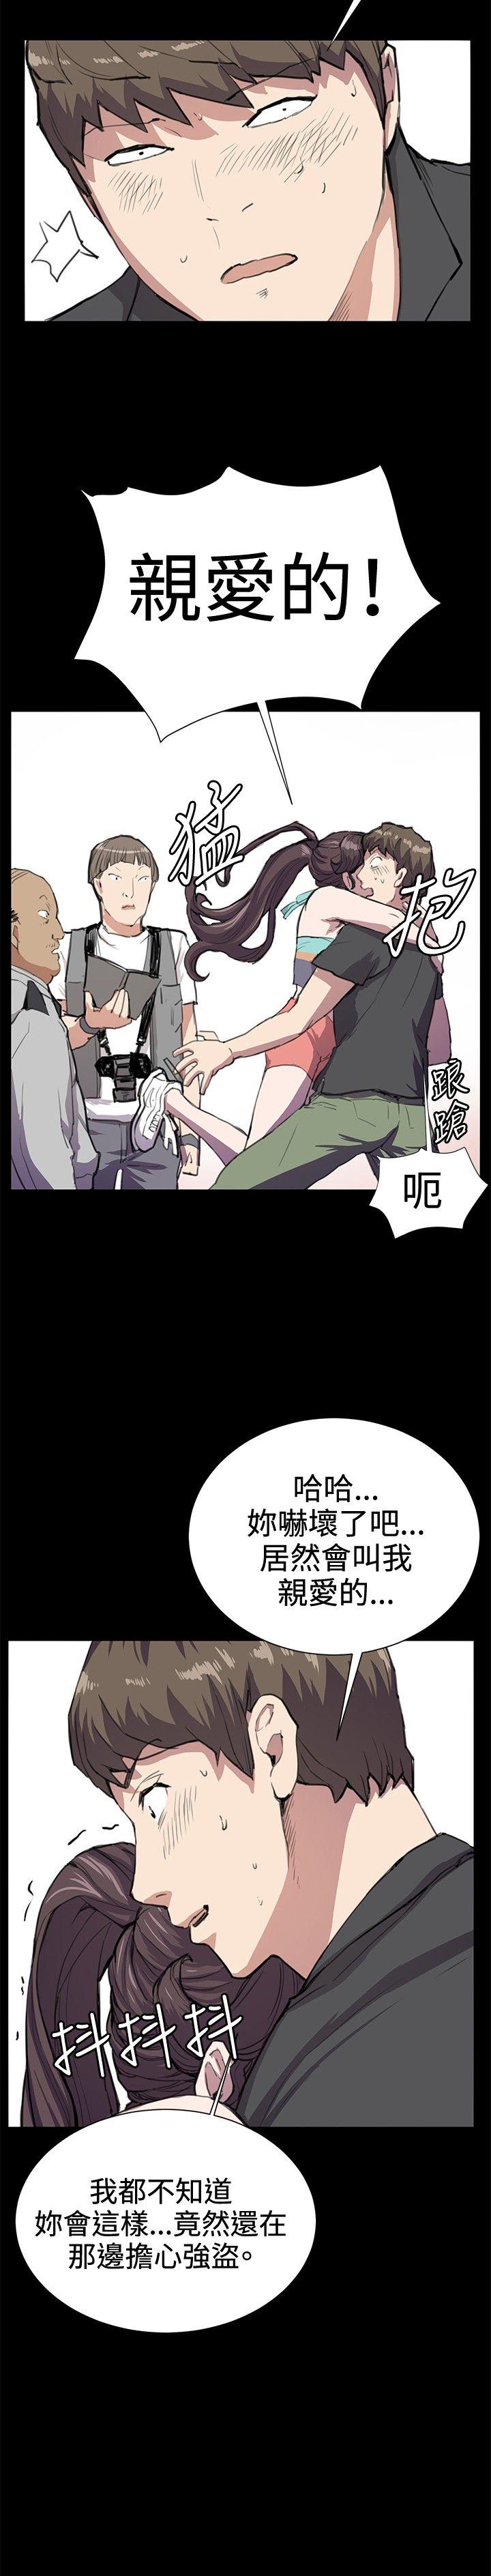 親愛的！
猛
抱
踉
蹌
呃
哈哈...
妳嚇壞了吧...
居然會叫我
親愛的...
抖抖抖
我都不知道
妳會這樣...竟然還在
那邊擔心強盜。